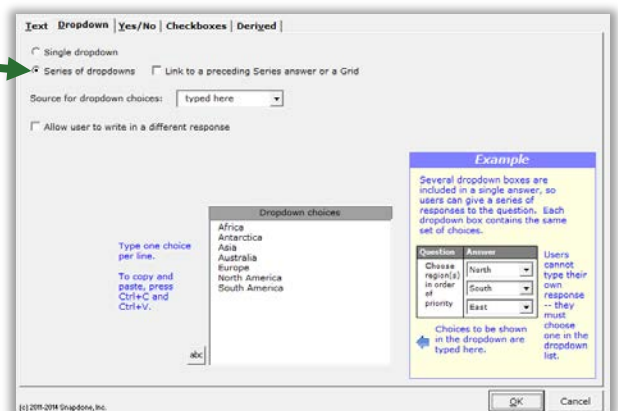 Text Dropdown Yes/No Checkboxes Derived
Single dropdown
Series of dropdowns Link to a preceding Series answer or a Grid
Source for dropdown choices: typed here
Allow user to write in a different response
Type one choice
per line.
To copy and
paste, press
Ctrl+C and
Ctrl+V.
abc
Dropdown choices
Africa
Antarctica
Asia
Australia
Europe
North America
South America
Example
Several dropdown boxes are
included in a single answer, so
users can give a series of
responses to the question. Each
dropdown box contains the same
set of choices.
Question Answer
Choose
region(s)
in order
of
priority
North
South
East
Users
cannot
type their
own
response
-- they
must
choose
one in the
dropdown
list.
Choices to be shown
in the dropdown are
typed here.
(c) 2011-2014 Snapdone, Inc.
OK Cancel